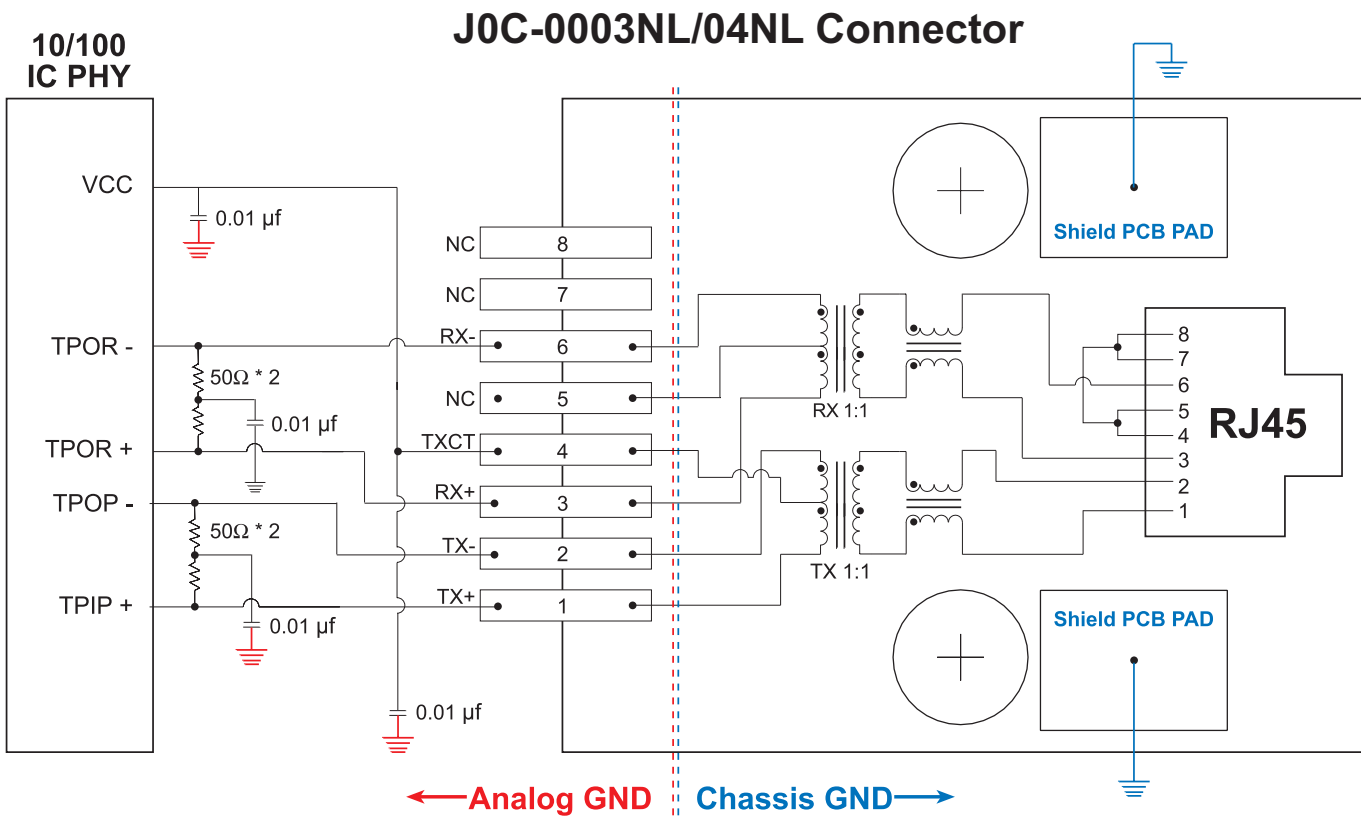 J0C-0003NL/04NL Connector
10/100
IC PHY
VCC
0.01 µf
NC
8
Shield PCB PAD
NC
7
TPOR -
RX-
6
50Ω * 2
0.01 µf
NC
5
RX 1:1
8
7
6
5
4
3
2
1
RJ45
TPOR +
TXCT
4
TPOP -
RX+
3
50Ω * 2
TX-
2
TX 1:1
TPIP +
TX+
1
0.01 µf
Shield PCB PAD
0.01 µf
Analog GND
Chassis GND